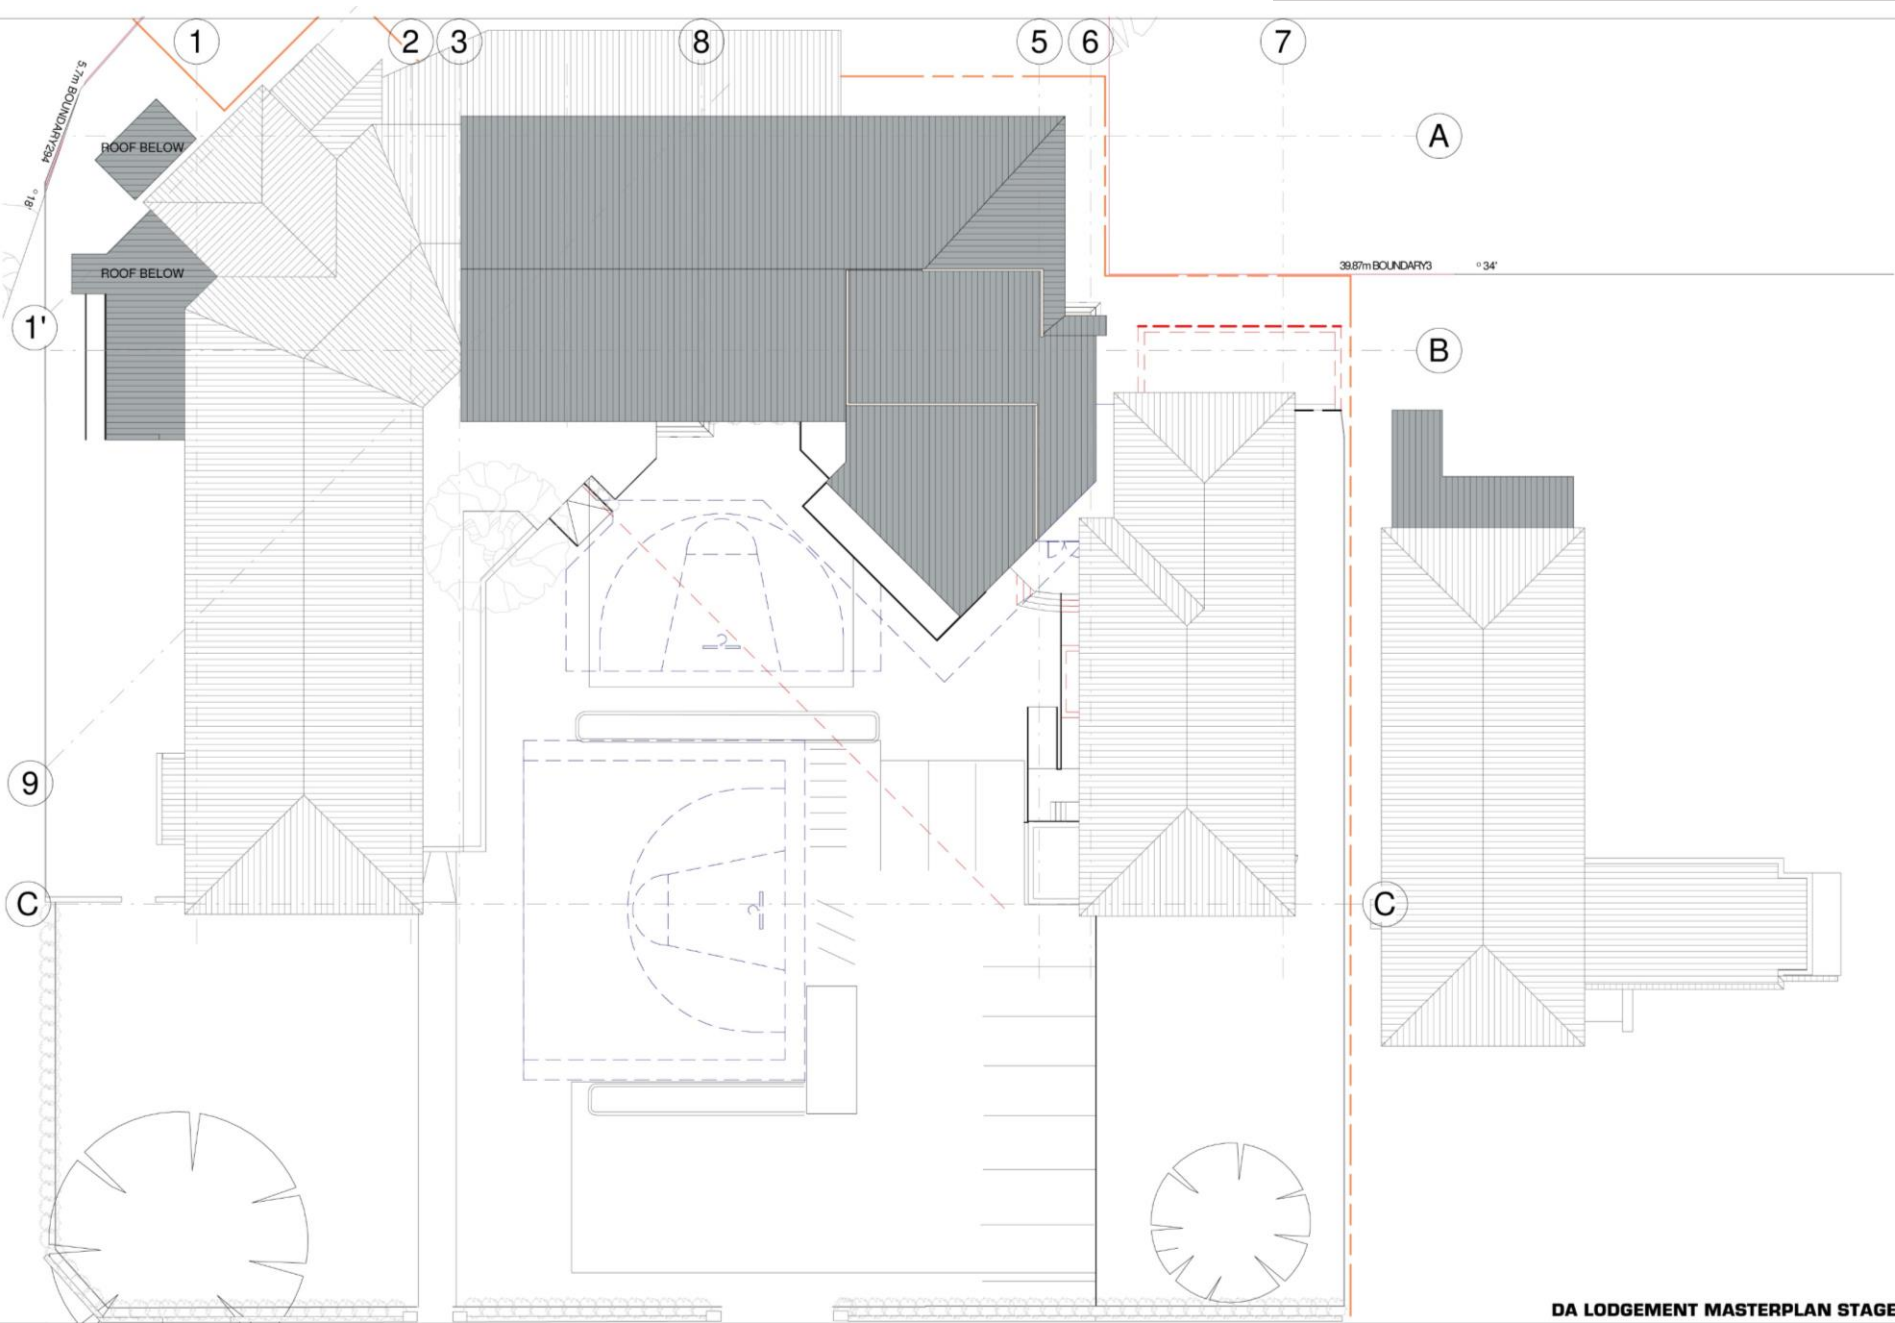 1
2
3
8
5
6
7
5.7m BOUNDARY294
°18'
ROOF BELOW
A
ROOF BELOW
39.87m BOUNDARY3 °34'
1'
B
9
C
C
DA LODGEMENT MASTERPLAN STAGE